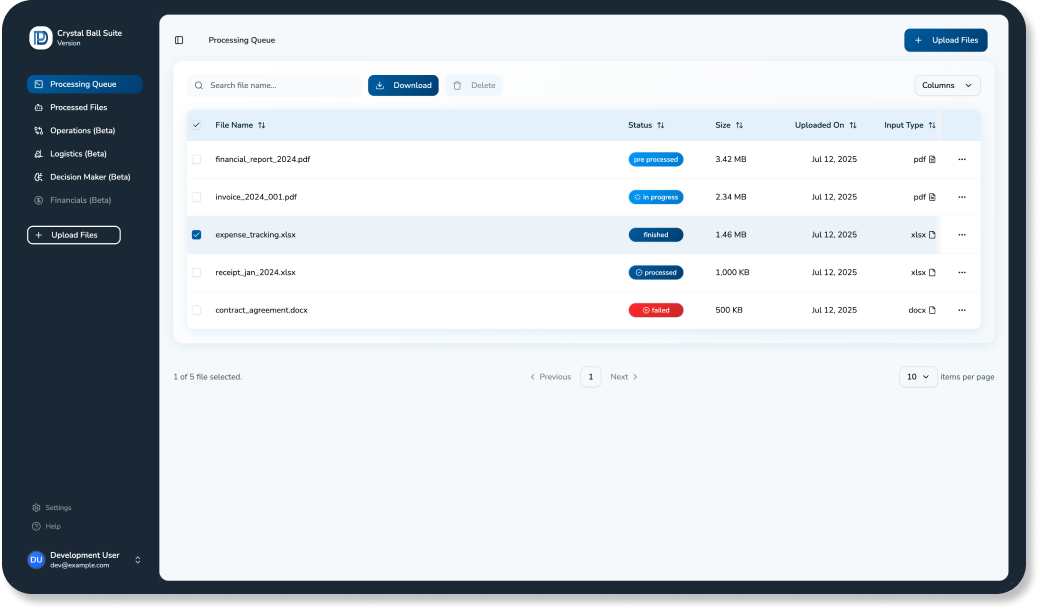 Crystal Ball Suite
Version
Processing Queue
Processed Files
Operations (Beta)
Logistics (Beta)
Decision Maker (Beta)
Financials (Beta)
Upload Files
Settings
Help
DU
Development User
dev@example.com
Processing Queue
Upload Files
Search file name...
Download
Delete
Columns
File Name Status Size Uploaded On Input Type
financial_report_2024.pdf pre processed 3.42 MB Jul 12, 2025 pdf
invoice_2024_001.pdf in progress 2.34 MB Jul 12, 2025 pdf
expense_tracking.xlsx finished 1.46 MB Jul 12, 2025 xlsx
receipt_jan_2024.xlsx processed 1,000 KB Jul 12, 2025 xlsx
contract_agreement.docx failed 500 KB Jul 12, 2025 docx
1 of 5 file selected.
Previous 1 Next
10 items per page